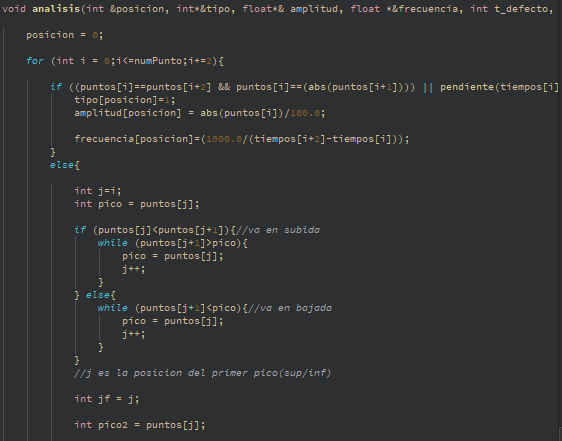 void analisis(int &posicion, int*&tipo, float*& amplitud, float *&frecuencia, int t_defecto,
posicion = 0;
for (int i = 0;i<=numPunto;i+=2){
if ((puntos[i]==puntos[i+2] && puntos[i]==(abs(puntos[i+1]))) || pendiente(tiempos[i]
tipo[posicion]=1;
amplitud[posicion] = abs(puntos[i])/100.0;
frecuencia[posicion]=(1000.0/(tiempos[i+2]-tiempos[i]));
}
else{
int j=i;
int pico = puntos[j];
if (puntos[j]<puntos[j+1]){//va en subida
while (puntos[j+1]>pico){
pico = puntos[j];
j++;
}
} else{
while (puntos[j+1]<pico){//va en bajada
pico = puntos[j];
j++;
}
}
//j es la posicion del primer pico(sup/inf)
int jf = j;
int pico2 = puntos[j];